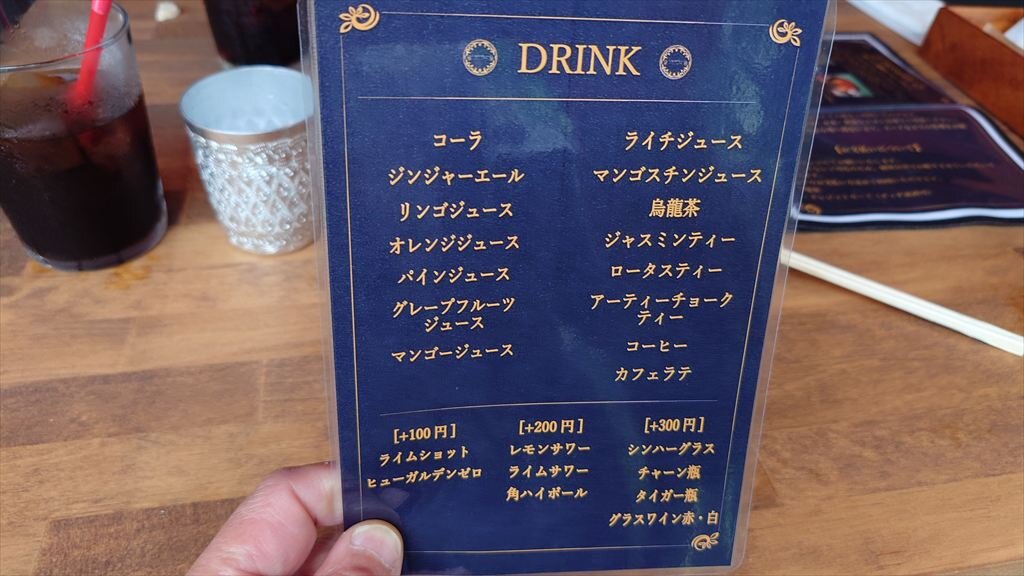 DRINK
コーラ
ジンジャーエール
リンゴジュース
オレンジジュース
パインジュース
グレープフルーツ
ジュース
マンゴージュース
ライチジュース
マンゴスチンジュース
烏龍茶
ジャスミンティー
ロータスティー
アーティーチョーク
ティー
コーヒー
カフェラテ
[+100円]
ライムショット
ヒューガルデンゼロ
[+200円]
レモンサワー
ライムサワー
角ハイボール
[+300円]
シンハーグラス
チャーン瓶
タイガー瓶
グラスワイン赤・白